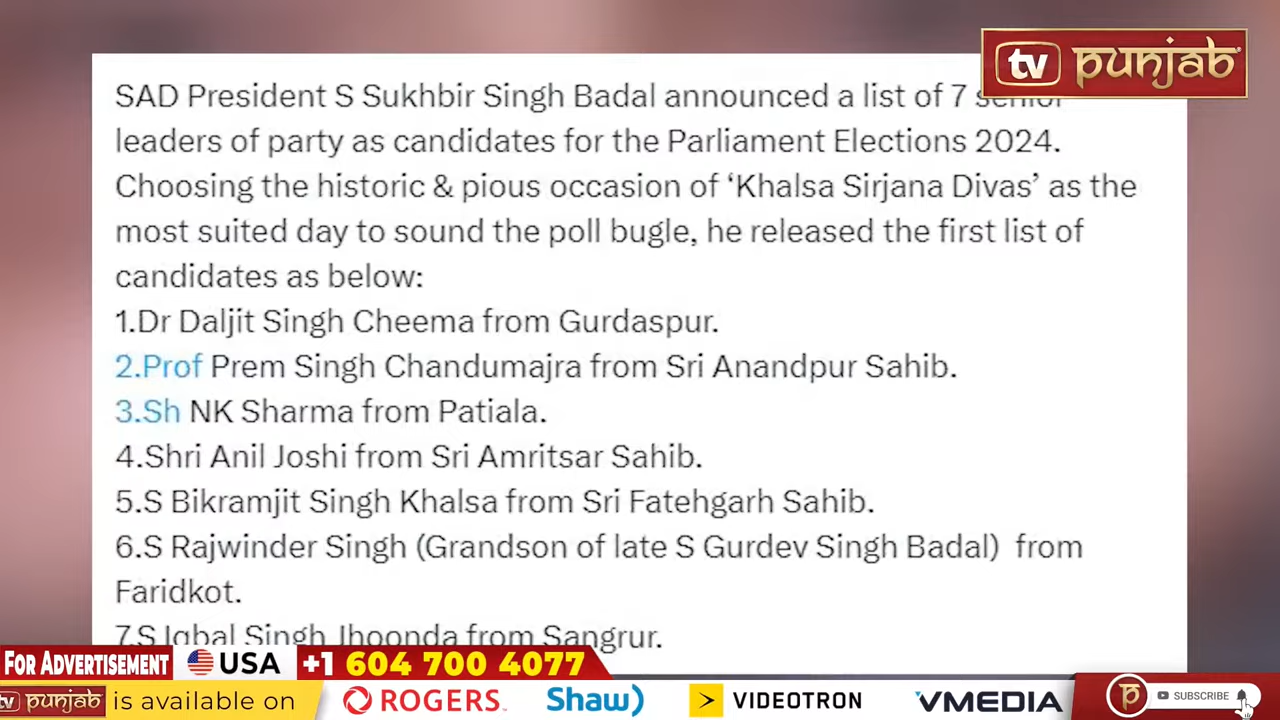 tv punjab
SAD President S Sukhbir Singh Badal announced a list of 7 senior
leaders of party as candidates for the Parliament Elections 2024.
Choosing the historic & pious occasion of ‘Khalsa Sirjana Divas’ as the
most suited day to sound the poll bugle, he released the first list of
candidates as below:
1.Dr Daljit Singh Cheema from Gurdaspur.
2.Prof Prem Singh Chandumajra from Sri Anandpur Sahib.
3.Sh NK Sharma from Patiala.
4.Shri Anil Joshi from Sri Amritsar Sahib.
5.S Bikramjit Singh Khalsa from Sri Fatehgarh Sahib.
6.S Rajwinder Singh (Grandson of late S Gurdev Singh Badal) from
Faridkot.
7.S Iqbal Singh Jhoonda from Sangrur.
FOR ADVERTISEMENT USA +1 604 700 4077
tv punjab is available on ROGERS Shaw) VIDEOTRON VMEDIA SUBSCRIBE